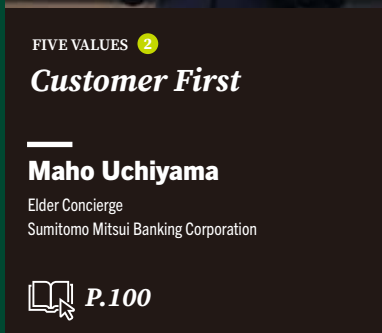 FIVE VALUES 2
Customer First
Maho Uchiyama
Elder Concierge
Sumitomo Mitsui Banking Corporation
P.100